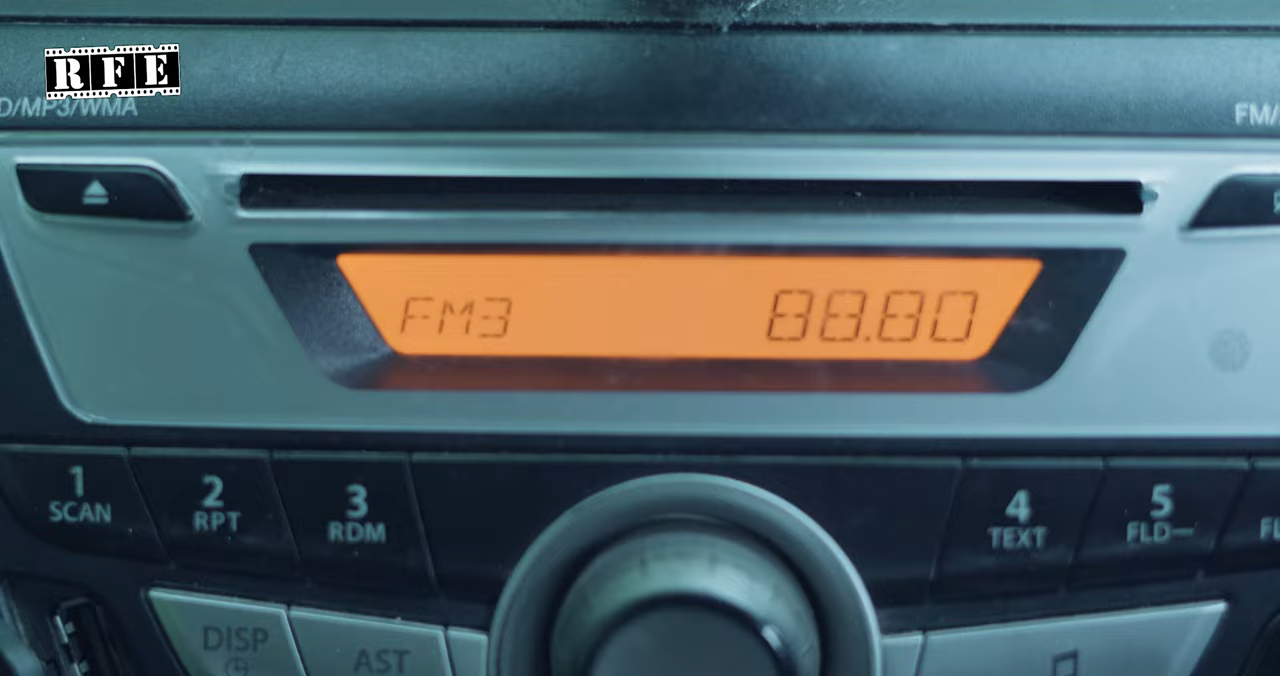 RFE
D/MP3/WMA
FM/
FM3 88.80
1 2 3 4 5
SCAN RPT RDM TEXT FLD— FL
DISP AST